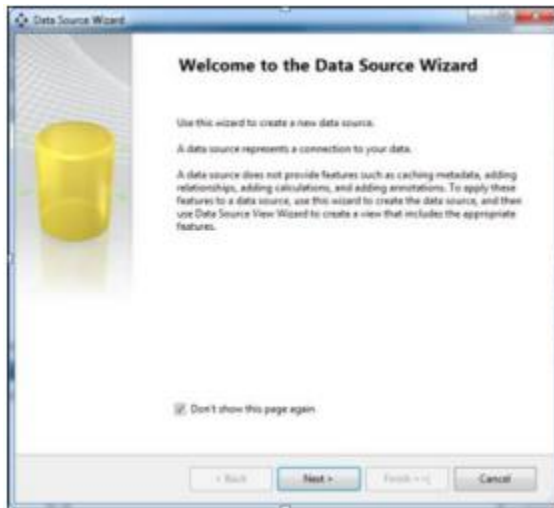 Data Source Wizard
Welcome to the Data Source Wizard
Use this wizard to create a new data source.
A data source represents a connection to your data.
A data source does not provide features such as caching metadata, adding
relationships, adding calculations, and adding annotations. To apply these
features to a data source, use this wizard to create the data source, and then
use Data Source View Wizard to create a view that includes the appropriate
features.
Don't show this page again
< Back Next > Finish >>| Cancel